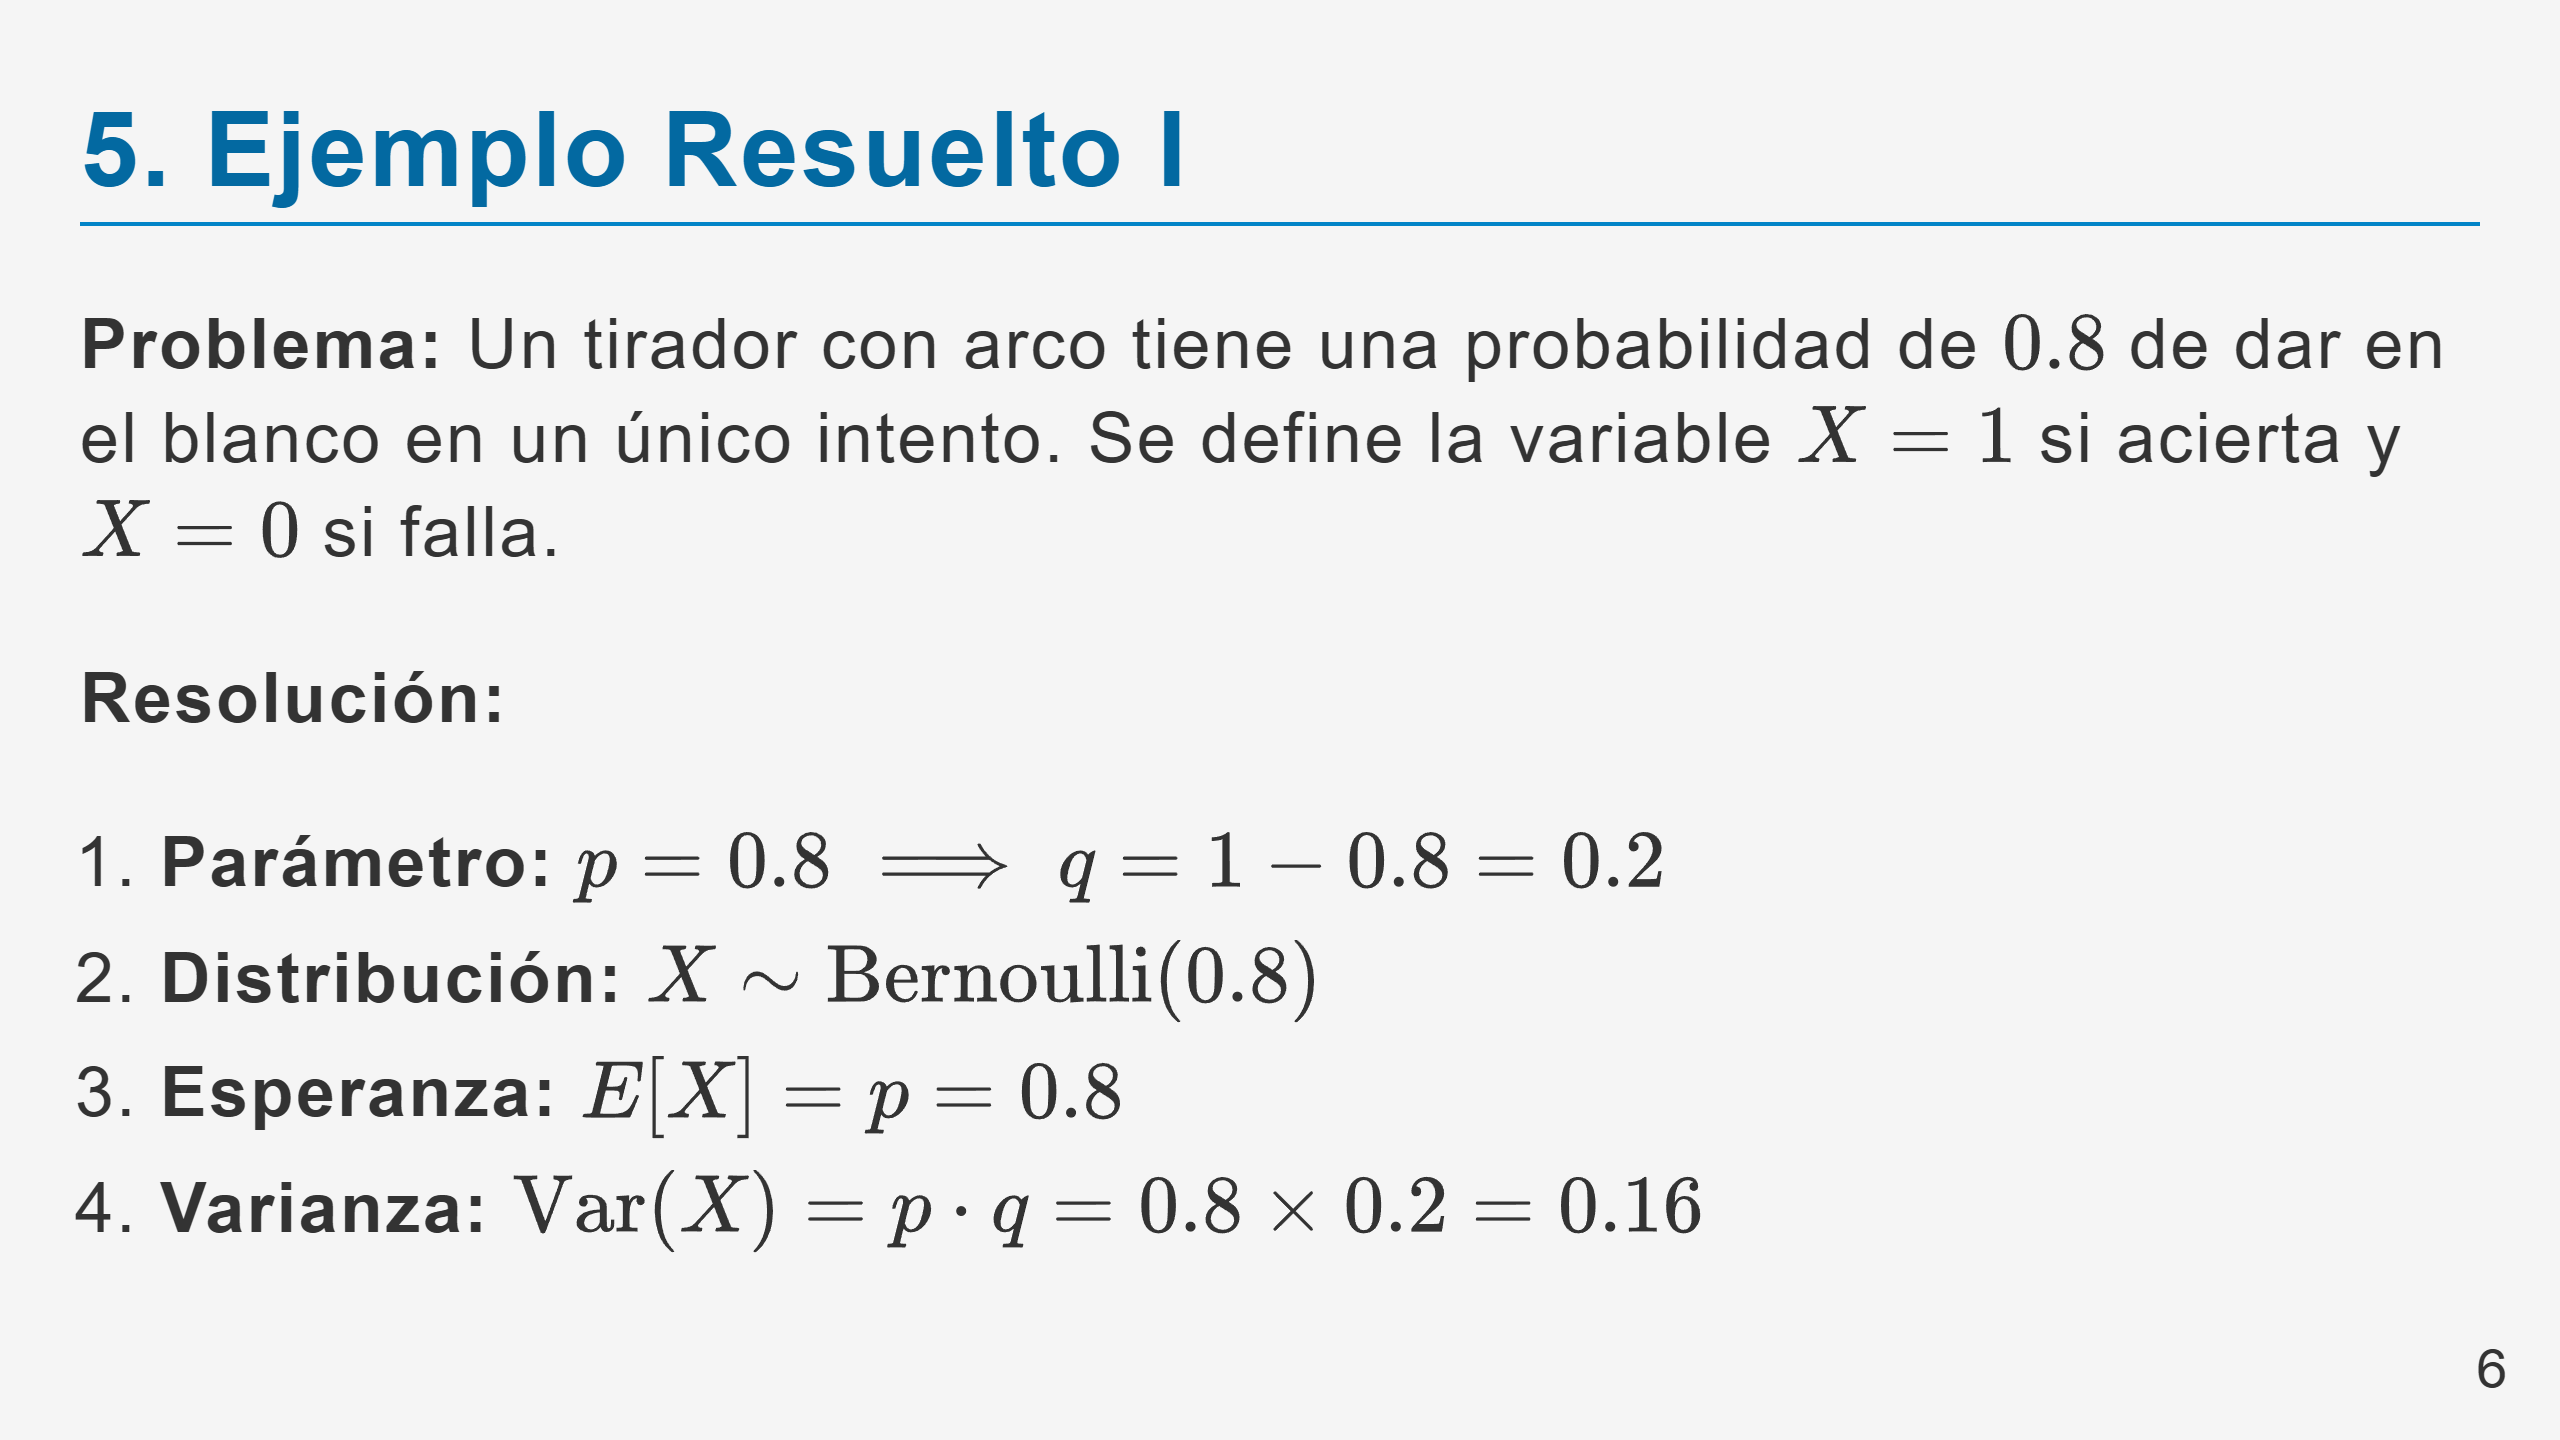 5. Ejemplo Resuelto I
Problema: Un tirador con arco tiene una probabilidad de 0.8 de dar en
el blanco en un único intento. Se define la variable X = 1 si acierta y
X = 0 si falla.
Resolución:
1. Parámetro: p = 0.8 ⟹ q = 1 − 0.8 = 0.2
2. Distribución: X ∼ Bernoulli(0.8)
3. Esperanza: E[X] = p = 0.8
4. Varianza: Var(X) = p · q = 0.8 × 0.2 = 0.16
6